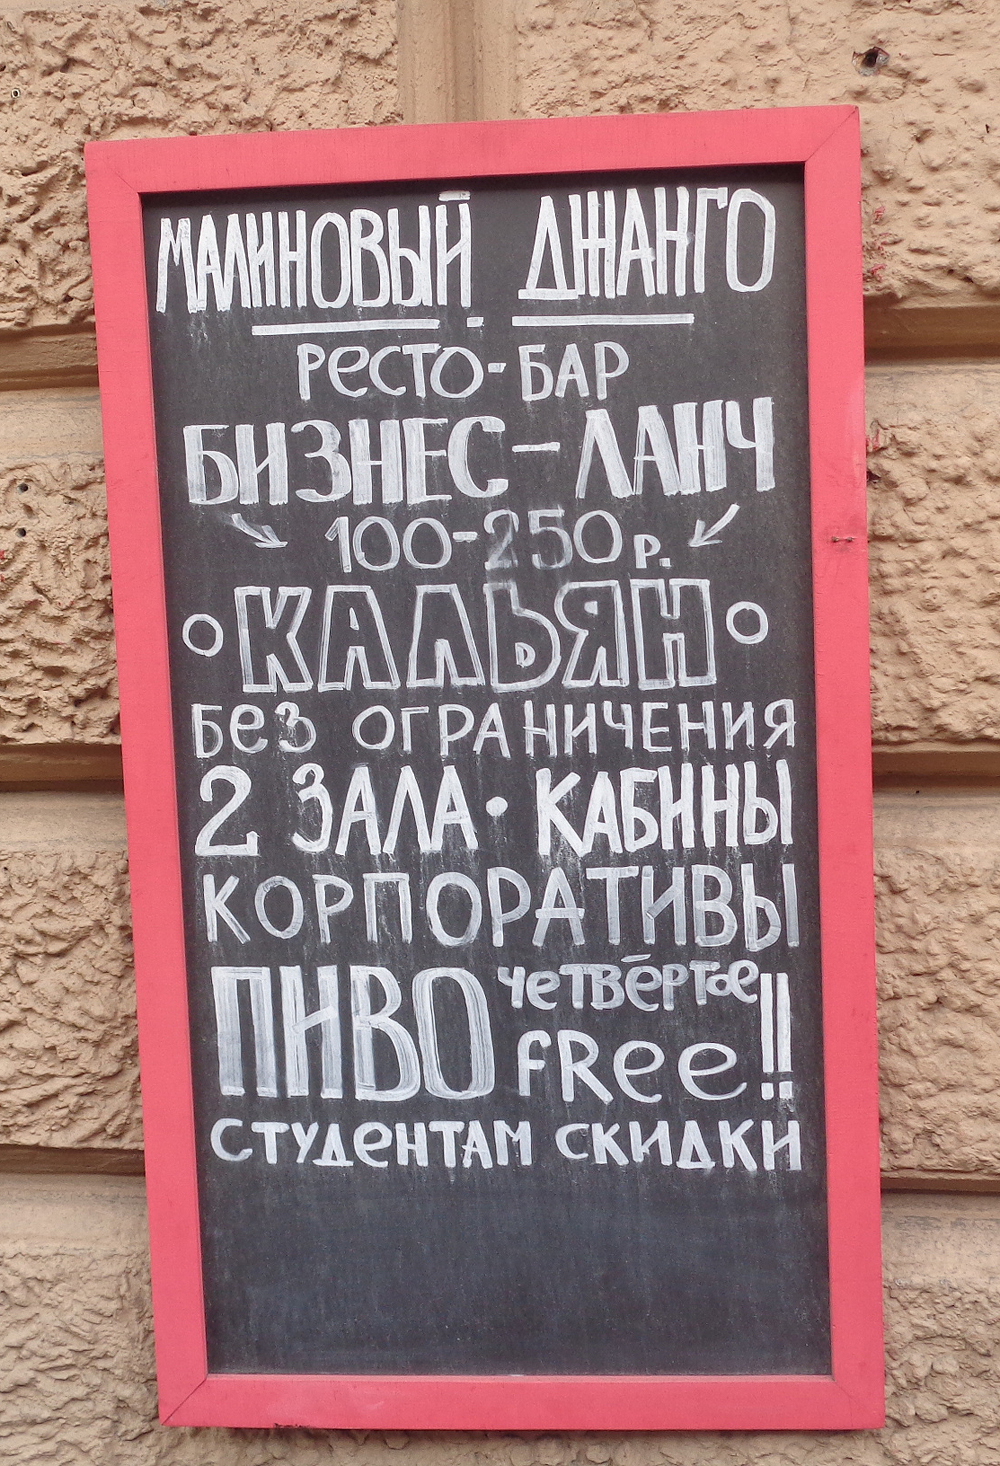 МАЛИНОВЫЙ ДЖАНГО
РеСТО-БАР
БИЗНЕС-ЛАНЧ
100-250 Р.
КАЛЬЯН
Без ОГРАНИЧЕНИЯ
2 ЗАЛА · КАБИНЫ
КОРПОРАТИВЫ
ПИВО четвёртое
fRee!!
СТУДеНТАМ СКИДКИ